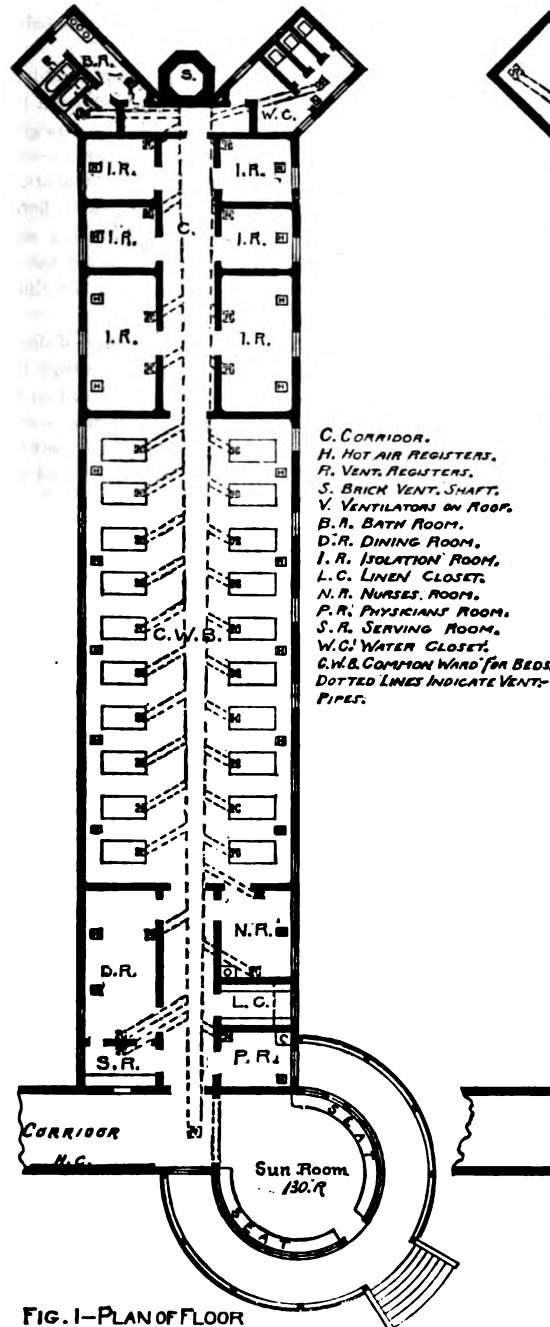 B.R.
S.
W.C.
I.R.
I.R.
C.
I.R.
I.R.
I.R.
I.R.
C. CORRIDOR.
H. HOT AIR REGISTERS.
R. VENT. REGISTERS.
S. BRICK VENT. SHAFT.
V. VENTILATORS ON ROOF.
B.R. BATH ROOM.
D.R. DINING ROOM.
I.R. ISOLATION ROOM.
L.C. LINEN CLOSET.
N.R. NURSES. ROOM.
P.R. PHYSICIANS ROOM.
S.R. SERVING ROOM.
W.C. WATER CLOSET.
C.W.B. COMMON WARD FOR BEDS.
DOTTED LINES INDICATE VENT-
PIPES.
C.W.B.
N.R.
D.R.
L.C.
S.R.
P.R.
CORRIDOR
SEAT
Sun Room
130.R
SEAT
FIG. 1-PLAN OF FLOOR